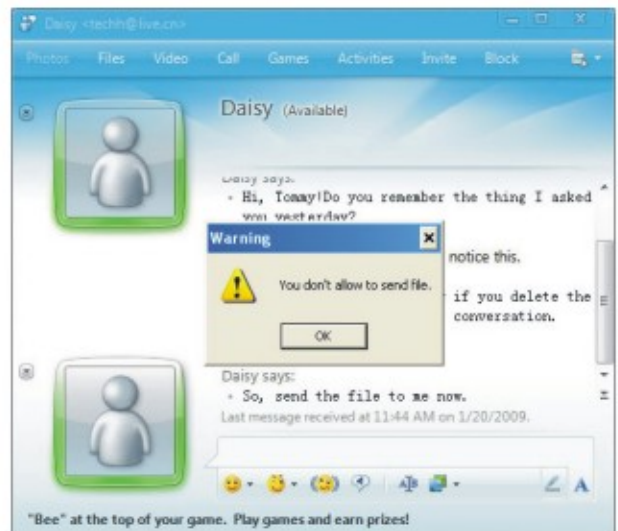 Daisy <techh@live.cn>
Photos Files Video Call Games Activities Invite Block
Daisy (Available)
Daisy says:
Hi, Tommy!Do you remember the thing I asked
you yesterday?
notice this.
if you delete the
conversation.
Warning
You don't allow to send file.
OK
Daisy says:
So, send the file to me now.
Last message received at 11:44 AM on 1/20/2009.
A
"Bee" at the top of your game. Play games and earn prizes!